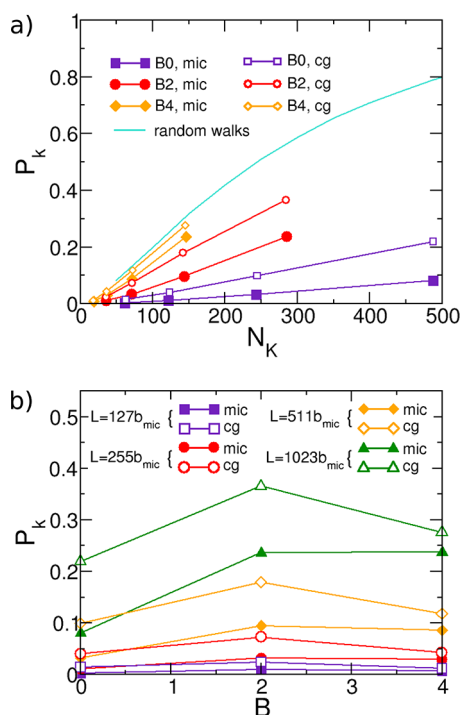 a)
1
B0, mic B0, cg
B2, mic B2, cg
0.8 B4, mic B4, cg
random walks
0.6
P_k
0.4
0.2
0
0 100 200 300 400 500
N_K
b)
0.5 L=127b_mic { mic L=511b_mic { mic
cg cg
L=255b_mic { mic L=1023b_mic { mic
cg cg
0.4
P_k
0.3
0.2
0.1
0
0 1 2 3 4
B